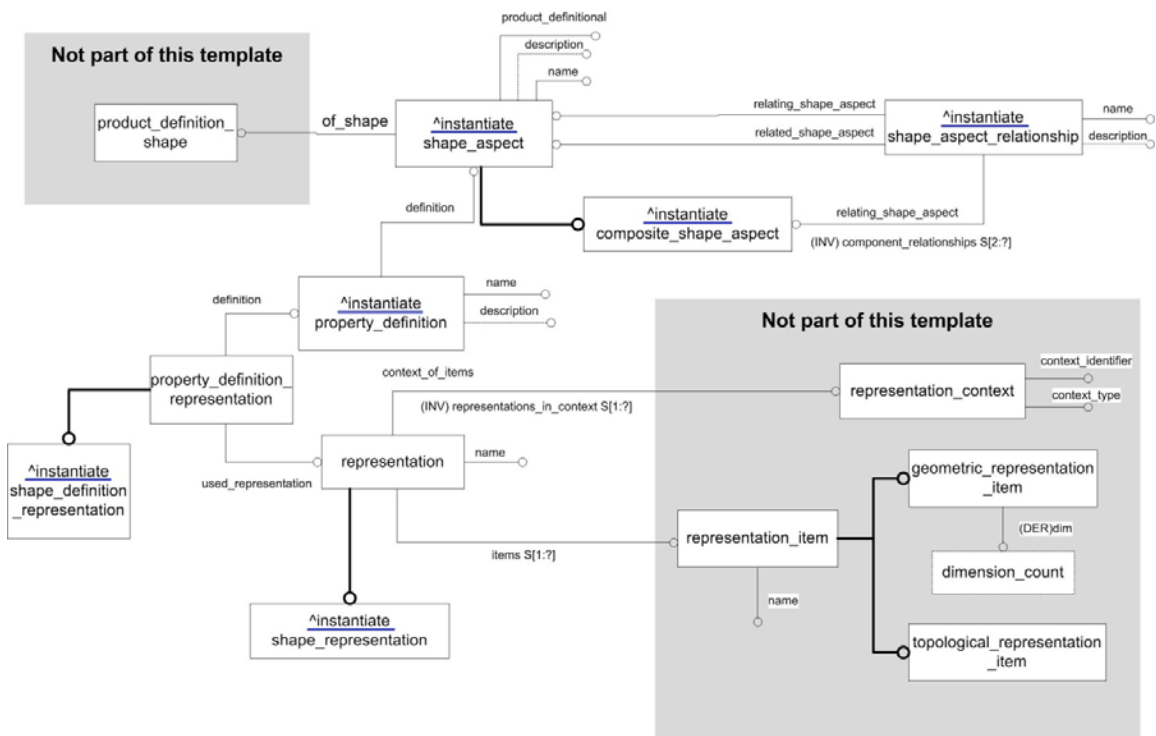 product_definitional
description
name
Not part of this template
product_definition_
shape
of_shape
^instantiate
shape_aspect
relating_shape_aspect
related_shape_aspect
^instantiate
shape_aspect_relationship
name
description
definition
^instantiate
composite_shape_aspect
relating_shape_aspect
(INV) component_relationships S[2:?]
definition
^instantiate
property_definition
name
description
Not part of this template
property_definition_
representation
context_of_items
(INV) representations_in_context S[1:?]
representation_context
context_identifier
context_type
^instantiate
shape_definition
_representation
used_representation
representation
name
geometric_representation
_item
(DER)dim
dimension_count
items S[1:?]
representation_item
name
^instantiate
shape_representation
topological_representation
_item